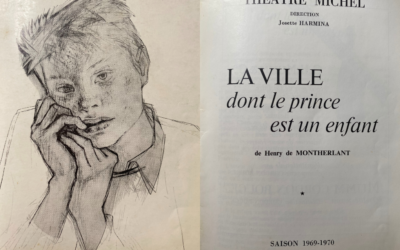 THÉÂTRE MICHEL
DIRECTION
Josette HARMINA
LA VILLE
dont le prince
est un enfant
de Henry de MONTHERLANT
SAISON 1969-1970